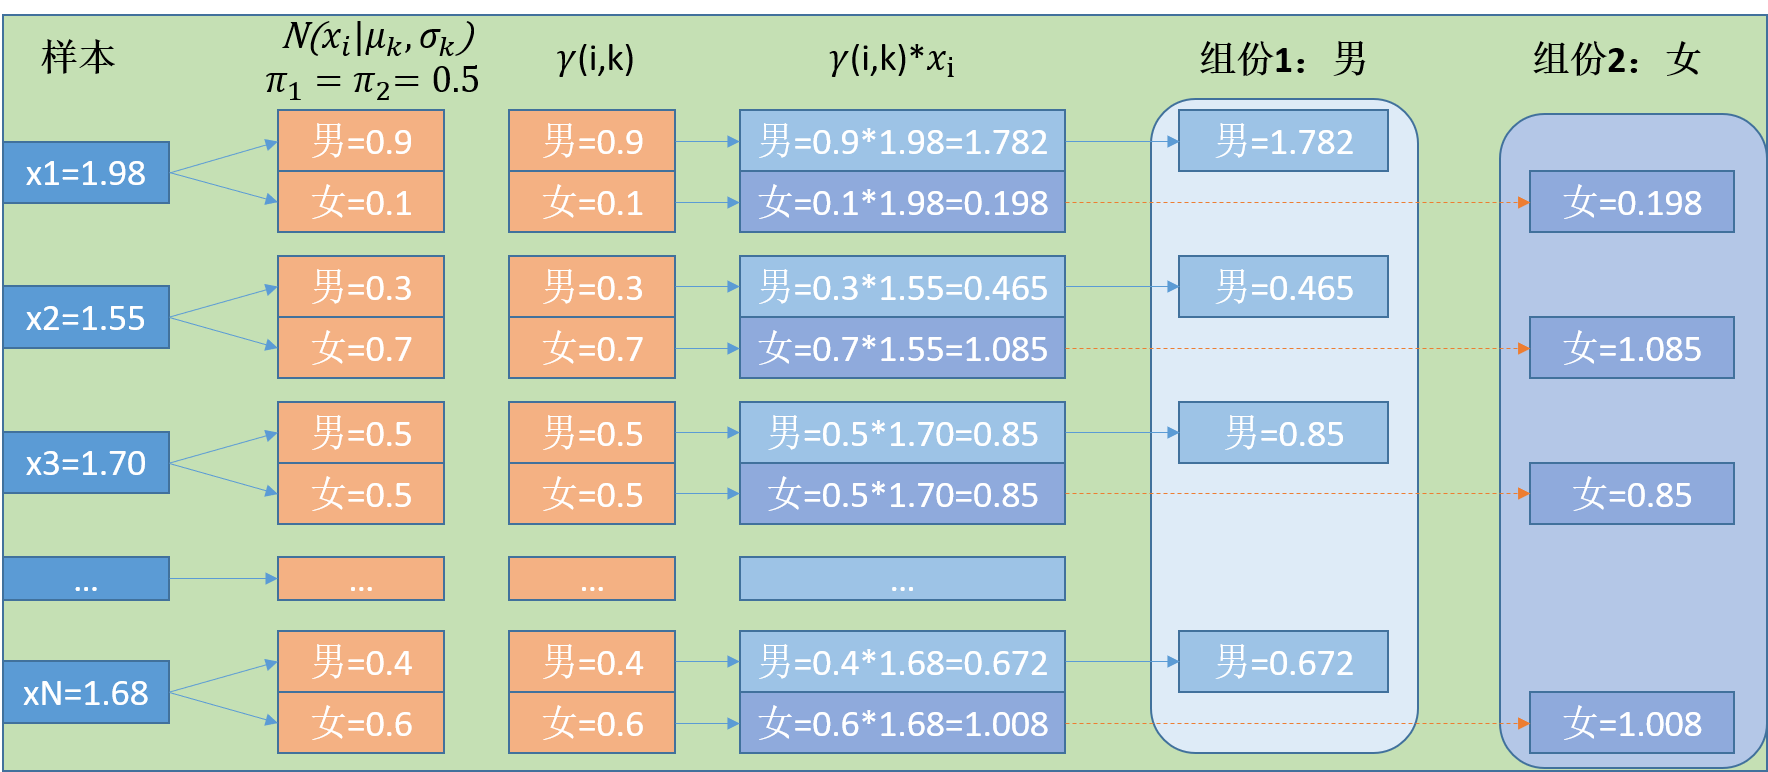 样本
N(xᵢ|μₖ, σₖ)
π₁ = π₂= 0.5
γ(i,k)
γ(i,k)*xᵢ
组份1：男
组份2：女
x1=1.98
男=0.9
女=0.1
男=0.9
女=0.1
男=0.9*1.98=1.782
女=0.1*1.98=0.198
男=1.782
女=0.198
x2=1.55
男=0.3
女=0.7
男=0.3
女=0.7
男=0.3*1.55=0.465
女=0.7*1.55=1.085
男=0.465
女=1.085
x3=1.70
男=0.5
女=0.5
男=0.5
女=0.5
男=0.5*1.70=0.85
女=0.5*1.70=0.85
男=0.85
女=0.85
...
...
...
...
xN=1.68
男=0.4
女=0.6
男=0.4
女=0.6
男=0.4*1.68=0.672
女=0.6*1.68=1.008
男=0.672
女=1.008